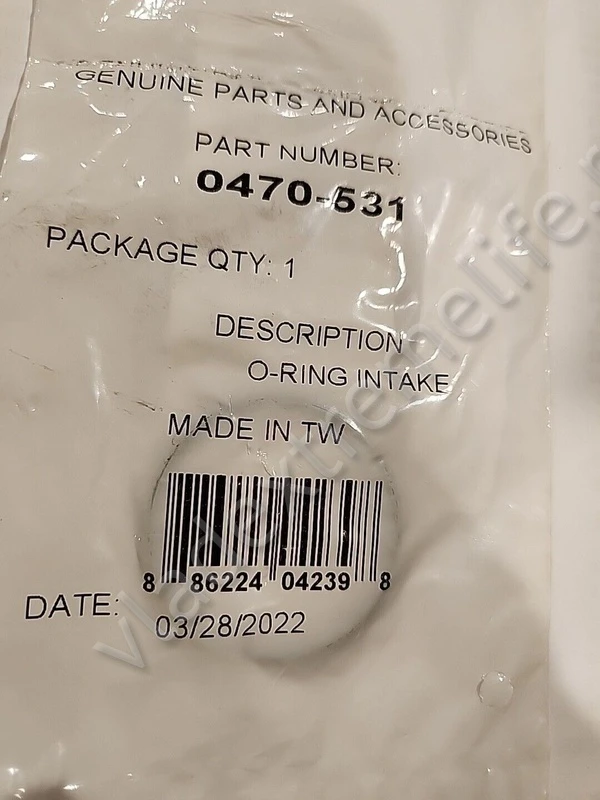 GENUINE PARTS AND ACCESSORIES
PART NUMBER:
0470-531
PACKAGE QTY: 1
DESCRIPTION
O-RING INTAKE
MADE IN TW
8 86224 04239 8
DATE: 03/28/2022